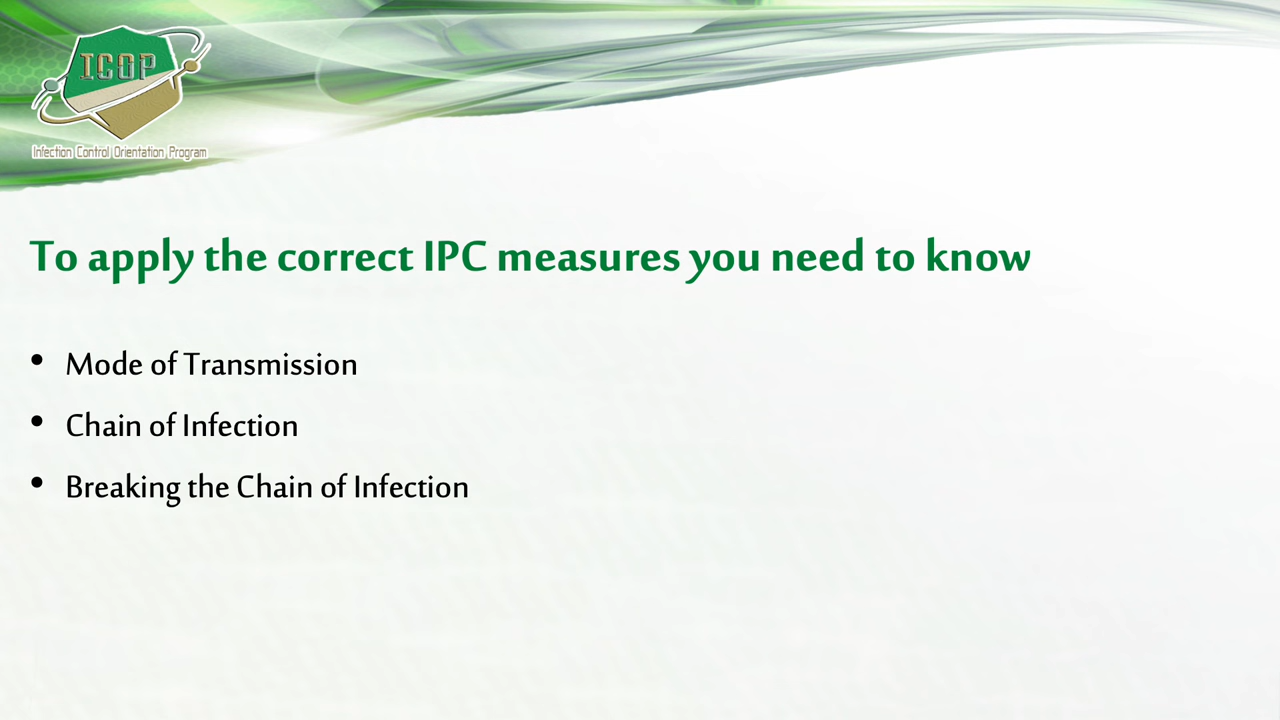 ICOP
Infection Control Orientation Program
To apply the correct IPC measures you need to know
• Mode of Transmission
• Chain of Infection
• Breaking the Chain of Infection